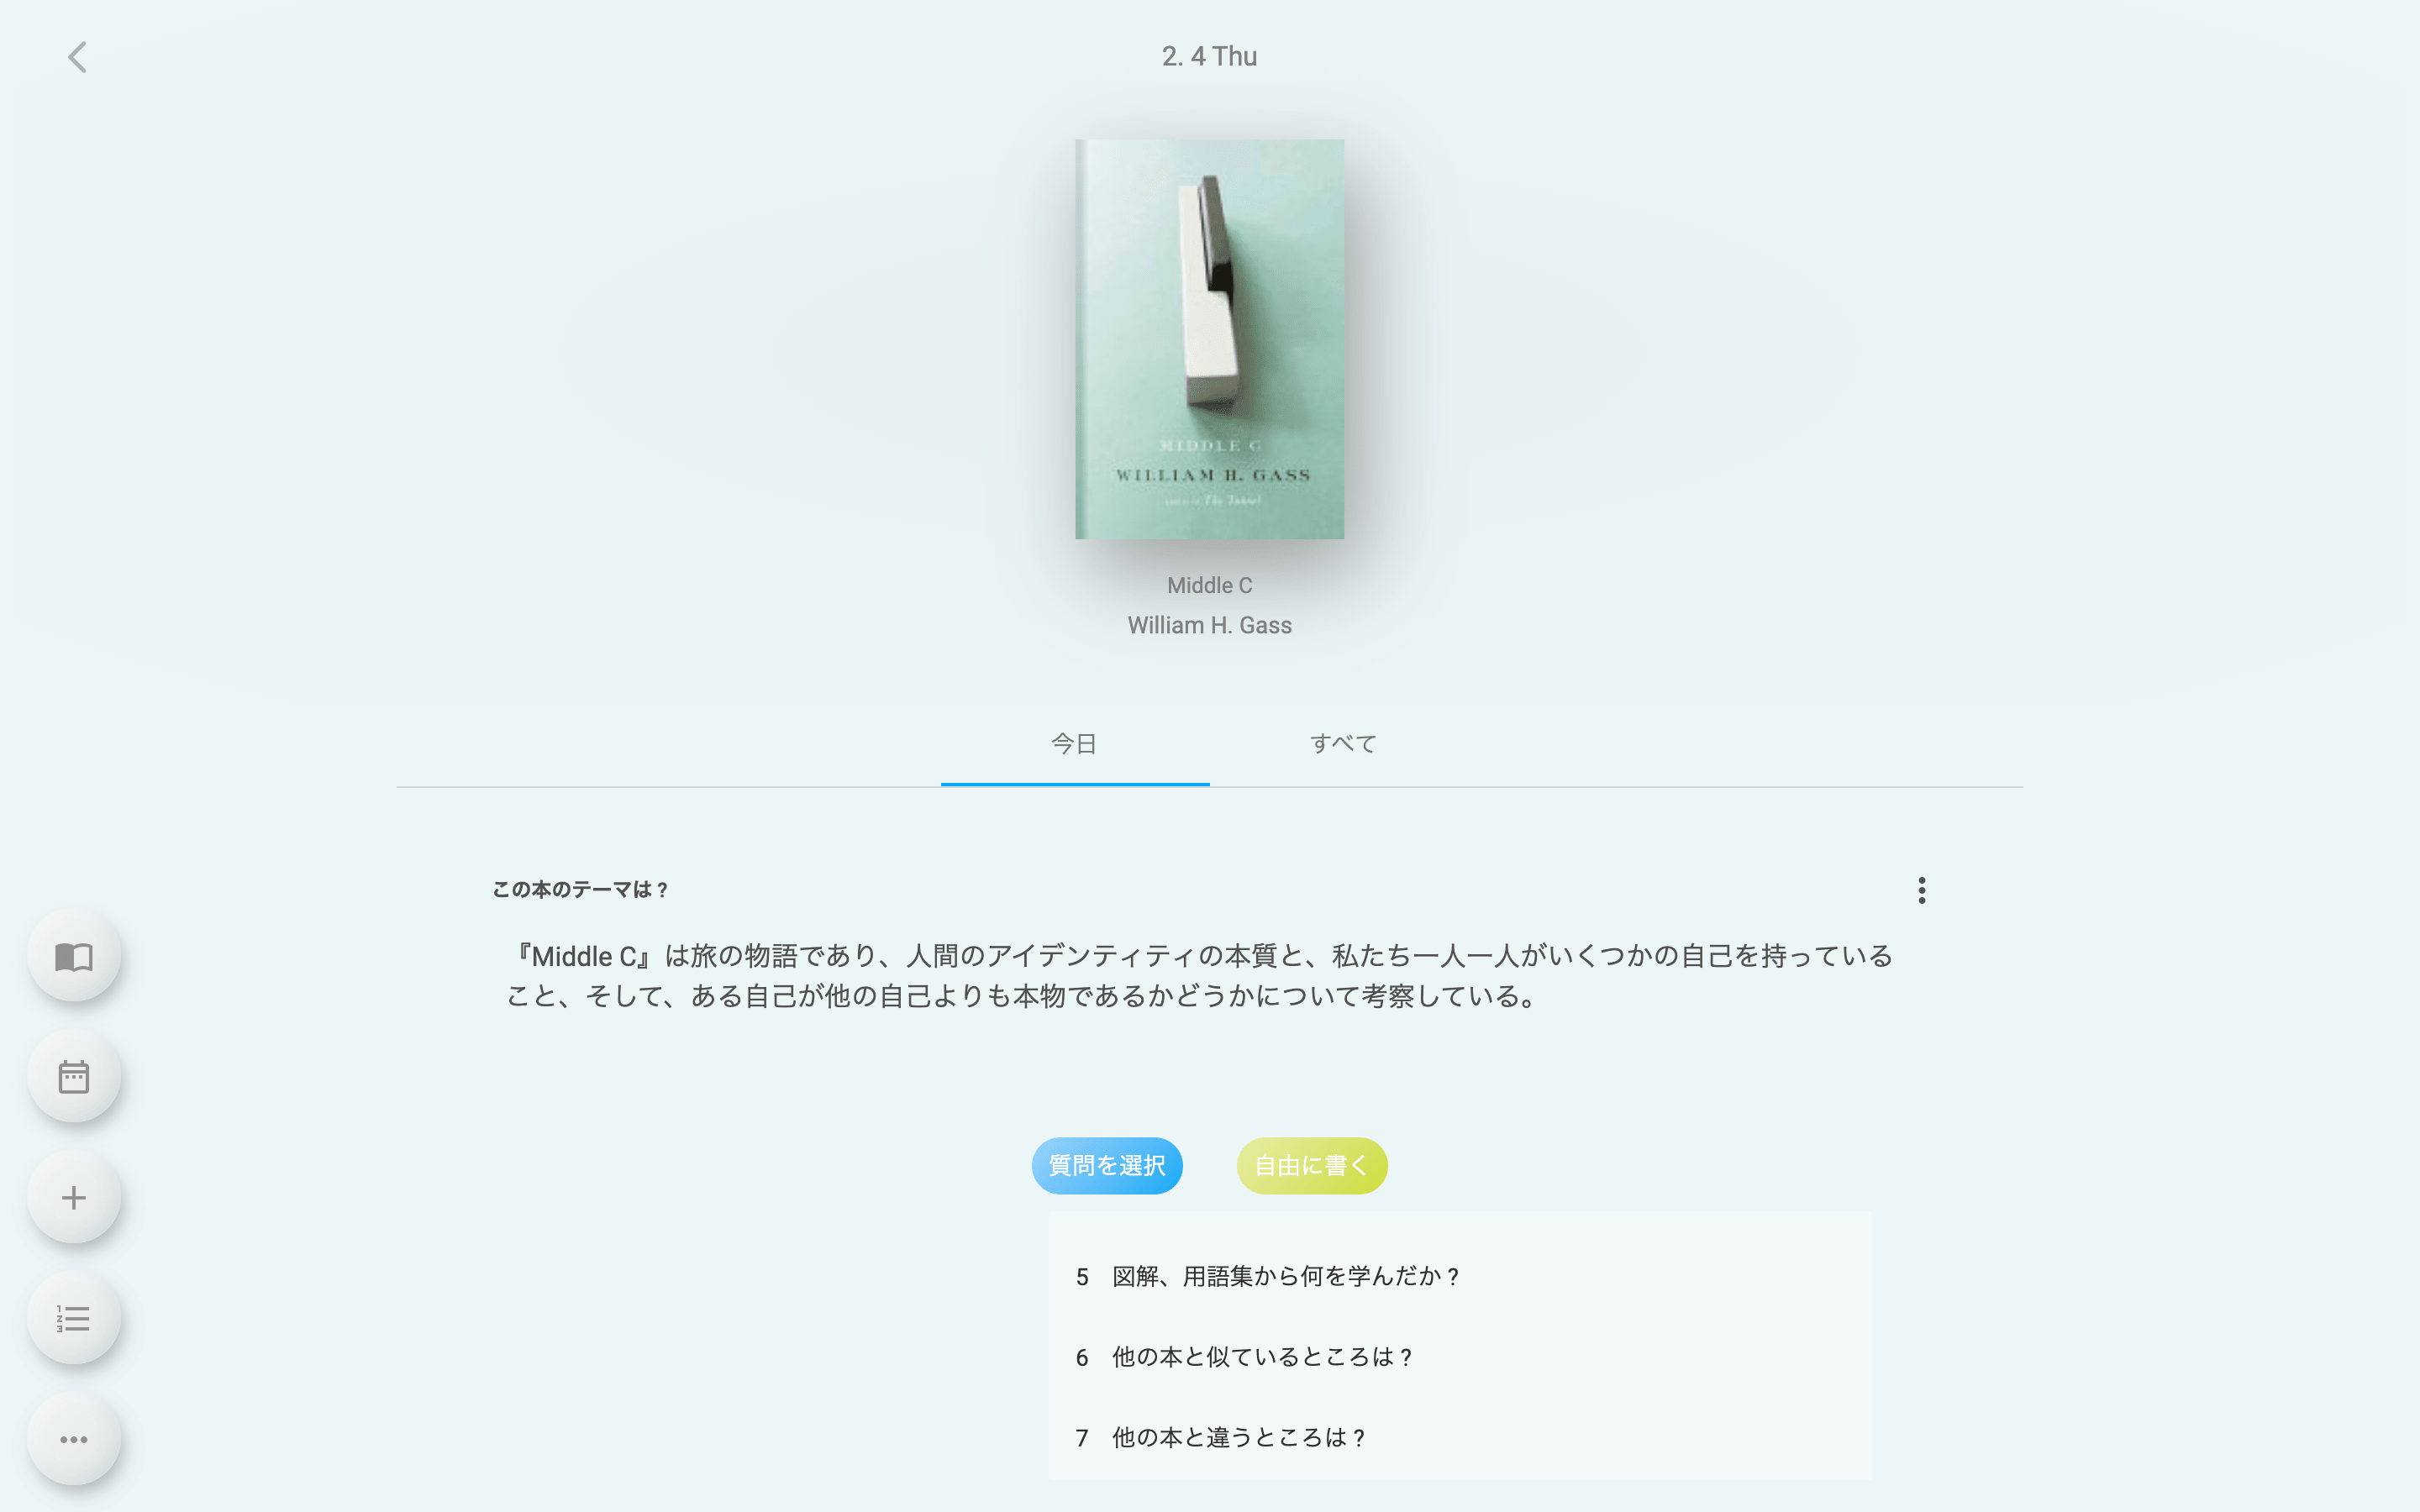 2. 4 Thu
MIDDLE C
WILLIAM H. GASS
author of The Tunnel
Middle C
William H. Gass
今日
すべて
この本のテーマは？
『Middle C』は旅の物語であり、人間のアイデンティティの本質と、私たち一人一人がいくつかの自己を持っている
こと、そして、ある自己が他の自己よりも本物であるかどうかについて考察している。
質問を選択
自由に書く
5 図解、用語集から何を学んだか？
6 他の本と似ているところは？
7 他の本と違うところは？